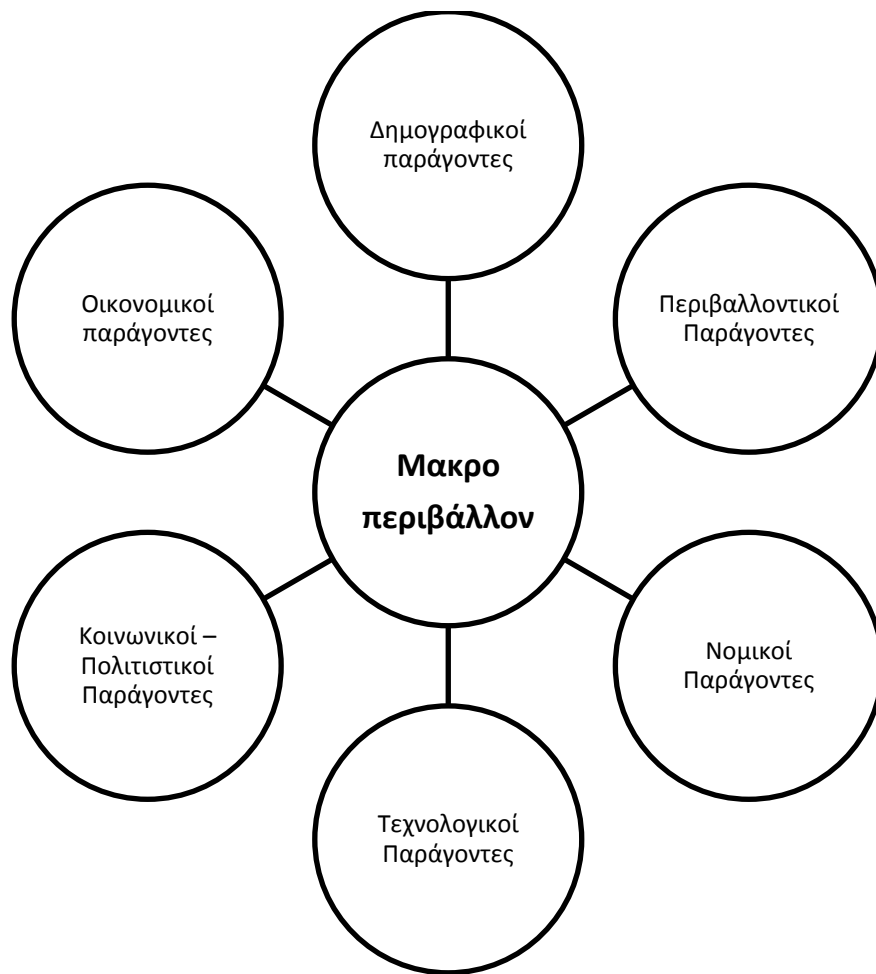 Δημογραφικοί
παράγοντες
Οικονομικοί
παράγοντες
Περιβαλλοντικοί
Παράγοντες
Μακρο
περιβάλλον
Κοινωνικοί –
Πολιτιστικοί
Παράγοντες
Νομικοί
Παράγοντες
Τεχνολογικοί
Παράγοντες